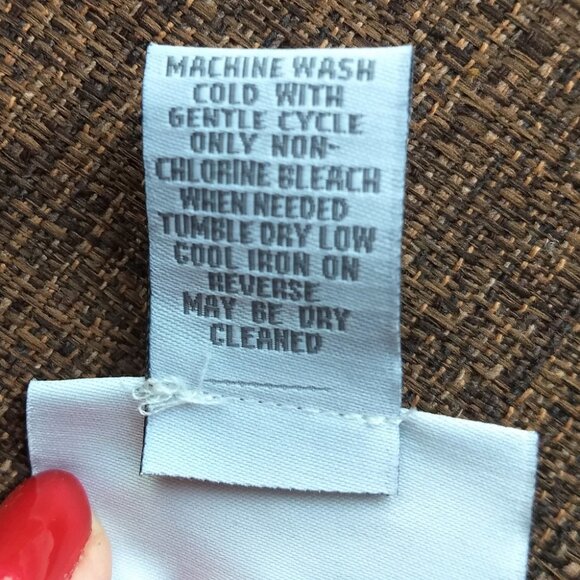 MACHINE WASH
COLD WITH
GENTLE CYCLE
ONLY NON-
CHLORINE BLEACH
WHEN NEEDED
TUMBLE DRY LOW
COOL IRON ON
REVERSE
MAY BE DRY
CLEANED